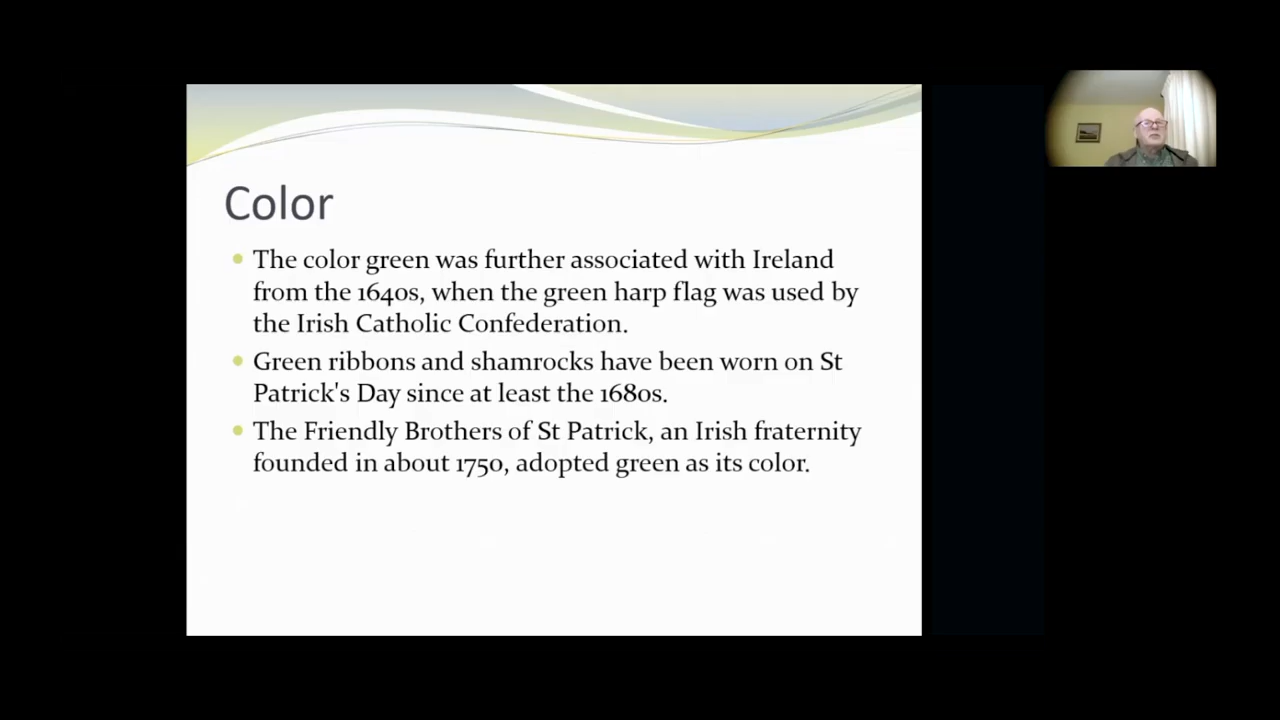 Color
The color green was further associated with Ireland
from the 1640s, when the green harp flag was used by
the Irish Catholic Confederation.
Green ribbons and shamrocks have been worn on St
Patrick's Day since at least the 1680s.
The Friendly Brothers of St Patrick, an Irish fraternity
founded in about 1750, adopted green as its color.